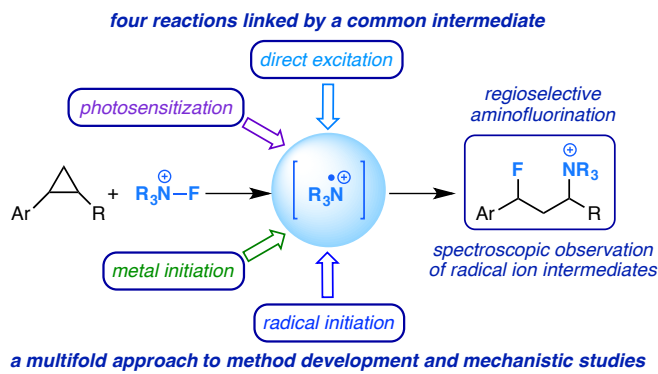 four reactions linked by a common intermediate
direct excitation
photosensitization
regioselective
aminofluorination
Ar R + R₃N⊕–F [ R₃N•⊕ ] F ⊕NR₃ Ar R
metal initiation
spectroscopic observation
of radical ion intermediates
radical initiation
a multifold approach to method development and mechanistic studies